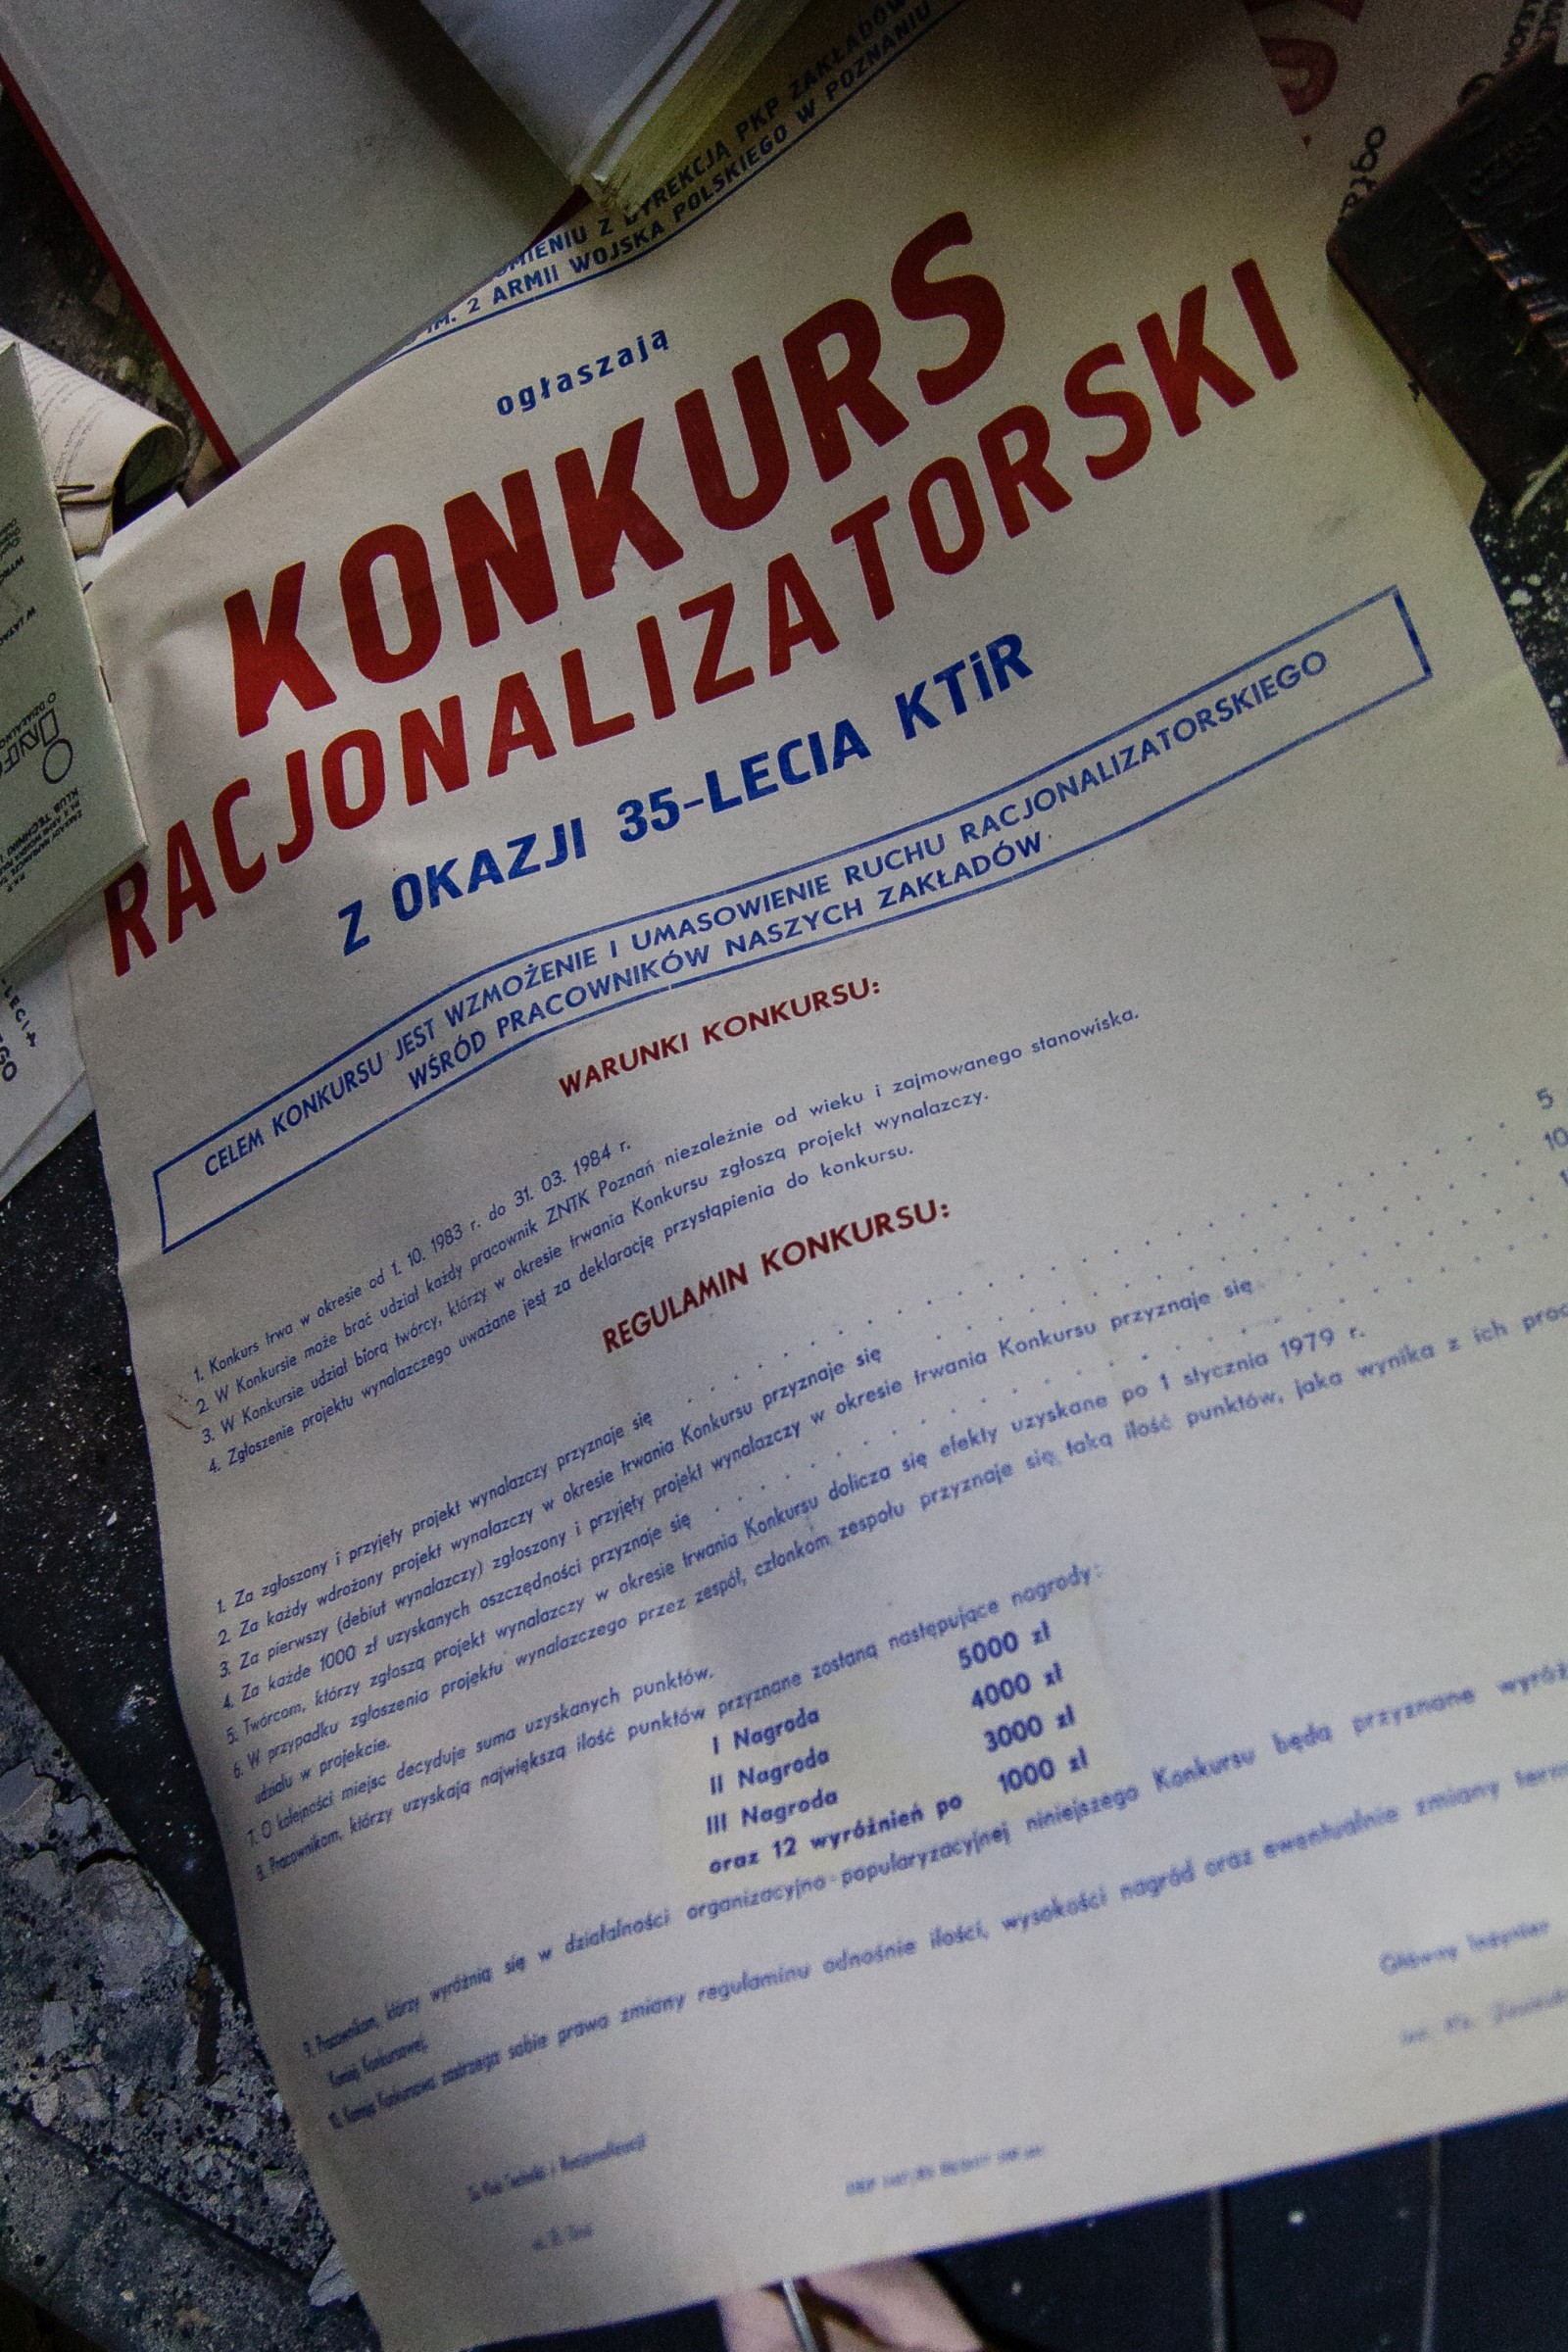 Z DYREKCJĄ PKP ZAKŁADÓW
IM. 2 ARMII WOJSKA POLSKIEGO W POZNANIU
ogłaszają
KONKURS
RACJONALIZATORSKI
Z OKAZJI 35-LECIA KTiR
CELEM KONKURSU JEST WZMOŻENIE I UMASOWIENIE RUCHU RACJONALIZATORSKIEGO
WŚRÓD PRACOWNIKÓW NASZYCH ZAKŁADÓW.
WARUNKI KONKURSU:
1. Konkurs trwa w okresie od 1. 10. 1983 r. do 31. 03. 1984 r.
2. W Konkursie może brać udział każdy pracownik ZNTK Poznań niezależnie od wieku i zajmowanego stanowiska.
3. W Konkursie udział biorą twórcy, którzy w okresie trwania Konkursu zgłoszą projekt wynalazczy.
4. Zgłoszenie projektu wynalazczego uważane jest za deklarację przystąpienia do konkursu.
REGULAMIN KONKURSU:
1. Za zgłoszony i przyjęty projekt wynalazczy przyznaje się . . . . . . . . . . . . . . . 5
2. Za każdy wdrożony projekt wynalazczy w okresie trwania Konkursu przyznaje się . . . . . . . . . . . 10
3. Za pierwszy (debiut wynalazczy) zgłoszony i przyjęty projekt wynalazczy w okresie trwania Konkursu przyznaje się
4. Za każde 1000 zł uzyskanych oszczędności przyznaje się . . . . . . . . . . . . . . .
5. Twórcom, którzy zgłoszą projekt wynalazczy w okresie trwania Konkursu dolicza się efekty uzyskane po 1 stycznia 1979 r.
6. W przypadku zgłoszenia projektu wynalazczego przez zespół, członkom zespołu przyznaje się taką ilość punktów, jaka wynika z ich
udziału w projekcie.
7. O kolejności miejsc decyduje suma uzyskanych punktów.
8. Pracownikom, którzy uzyskają największą ilość punktów przyznane zostaną następujące nagrody:
I Nagroda 5000 zł
II Nagroda 4000 zł
III Nagroda 3000 zł
oraz 12 wyróżnień po 1000 zł
9. Pracownikom, którzy wyróżnią się w działalności organizacyjno-popularyzacyjnej niniejszego Konkursu będą przyznane
Komisji Konkursowej.
10. Komisja Konkursowa zastrzega sobie prawo zmiany regulaminu odnośnie ilości, wysokości nagród oraz ewentualnie zmiany
Główny Inżynier
Za Klub Techniki i Racjonalizacji